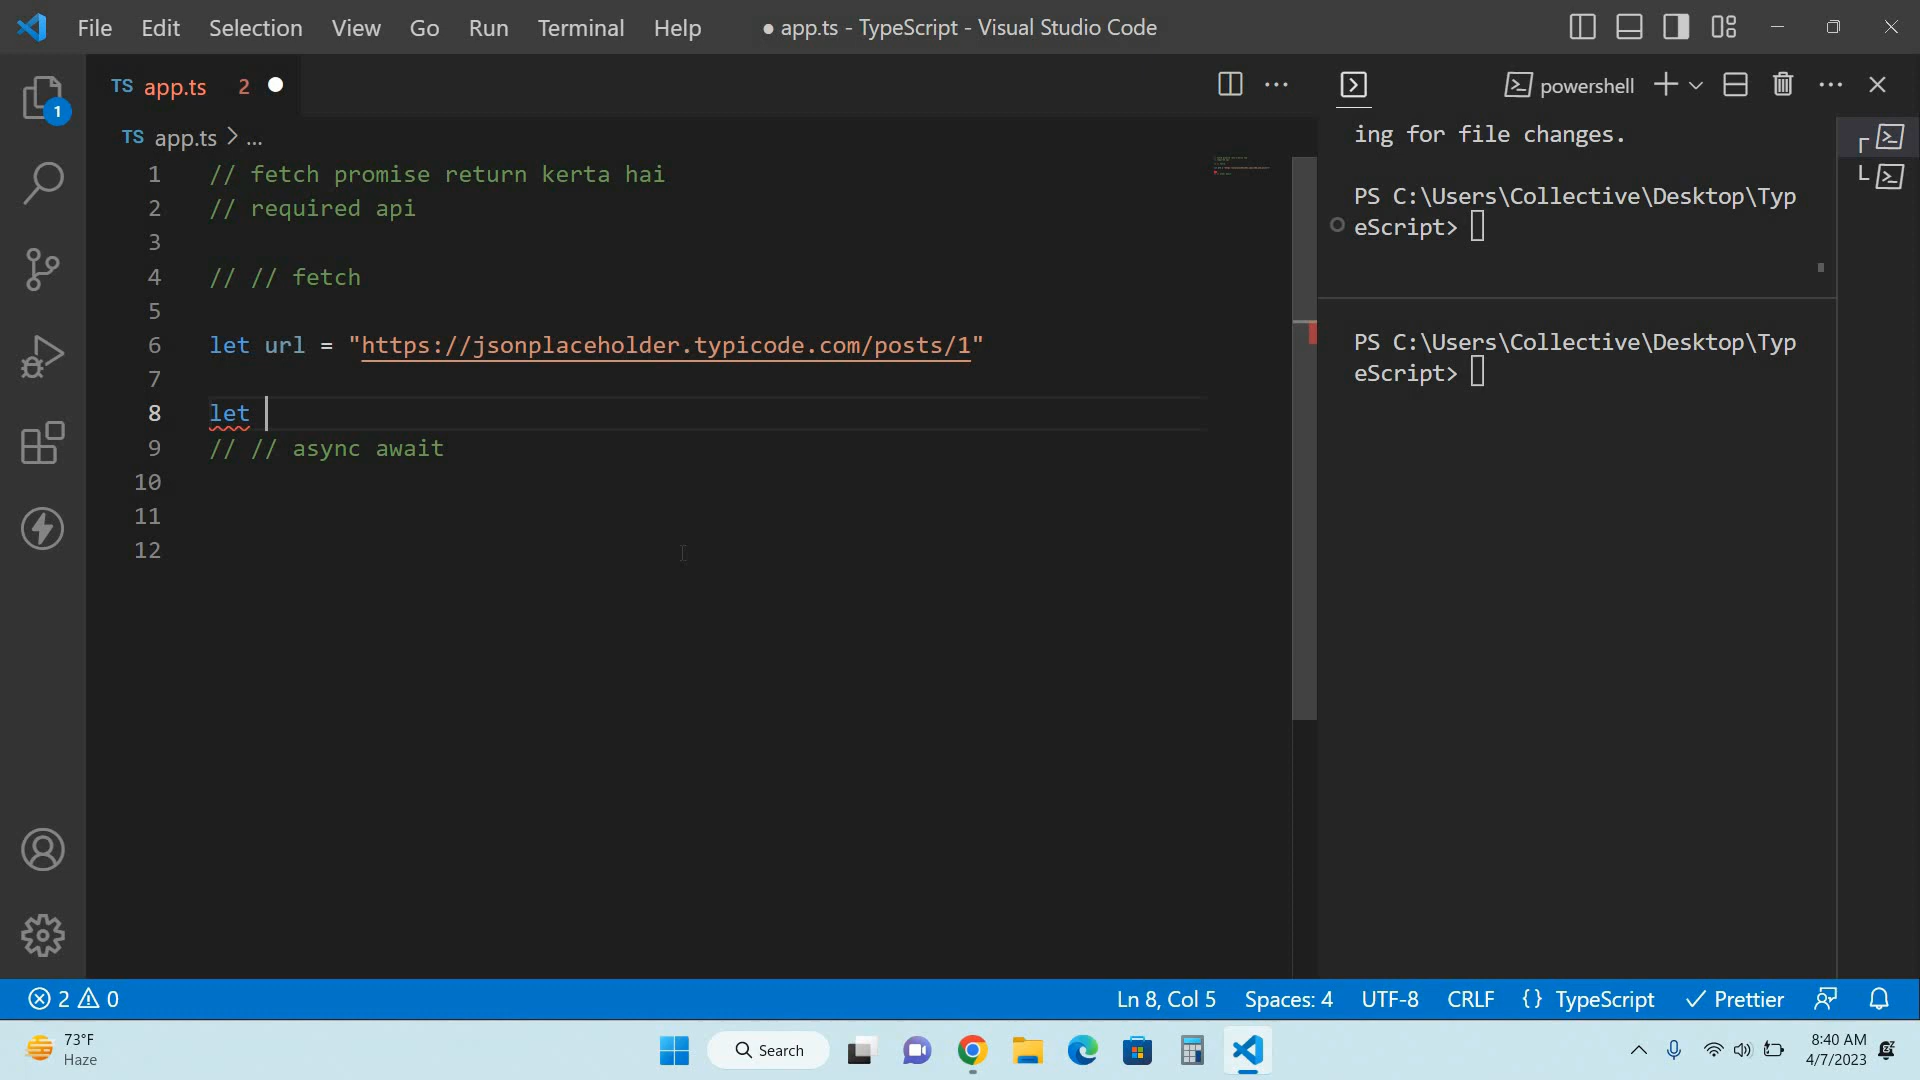 File Edit Selection View Go Run Terminal Help ● app.ts - TypeScript - Visual Studio Code
TS app.ts 2
powershell
TS app.ts > ...
1 // fetch promise return kerta hai
2 // required api
3
4 // // fetch
5
6 let url = "https://jsonplaceholder.typicode.com/posts/1"
7
8 let
9 // // async await
10
11
12
ing for file changes.
PS C:\Users\Collective\Desktop\Typ
eScript>
PS C:\Users\Collective\Desktop\Typ
eScript>
1
2 0 Ln 8, Col 5 Spaces: 4 UTF-8 CRLF {} TypeScript Prettier
73°F
Haze
Search
8:40 AM
4/7/2023